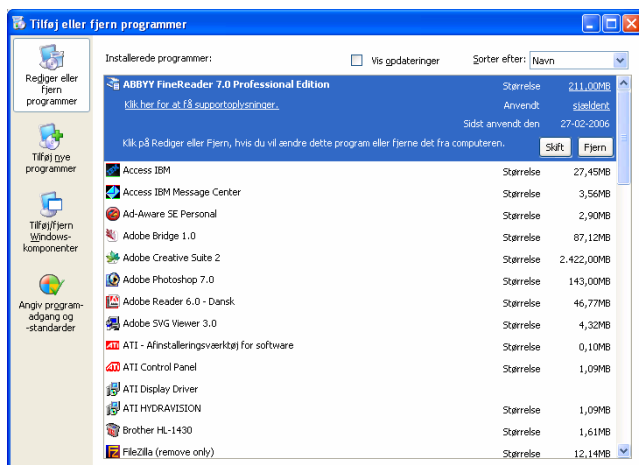 Tilføj eller fjern programmer
Rediger eller
fjern
programmer
Tilføj nye
programmer
Tilføj/fjern
Windows-
komponenter
Angiv program-
adgang og
-standarder
Installerede programmer:
Vis opdateringer
Sorter efter: Navn
ABBYY FineReader 7.0 Professional Edition Størrelse 211,00MB
Klik her for at få supportoplysninger. Anvendt sjældent
Sidst anvendt den 27-02-2006
Klik på Rediger eller Fjern, hvis du vil ændre dette program eller fjerne det fra computeren. Skift Fjern
Access IBM Størrelse 27,45MB
Access IBM Message Center Størrelse 3,56MB
Ad-Aware SE Personal Størrelse 2,90MB
Adobe Bridge 1.0 Størrelse 87,12MB
Adobe Creative Suite 2 Størrelse 2.422,00MB
Adobe Photoshop 7.0 Størrelse 143,00MB
Adobe Reader 6.0 - Dansk Størrelse 46,77MB
Adobe SVG Viewer 3.0 Størrelse 4,32MB
ATI ATI - Afinstalleringsværktøj for software Størrelse 0,10MB
ATI ATI Control Panel Størrelse 1,09MB
ATI Display Driver
ATI HYDRAVISION Størrelse 1,09MB
Brother HL-1430 Størrelse 1,61MB
FileZilla (remove only) Størrelse 12,14MB